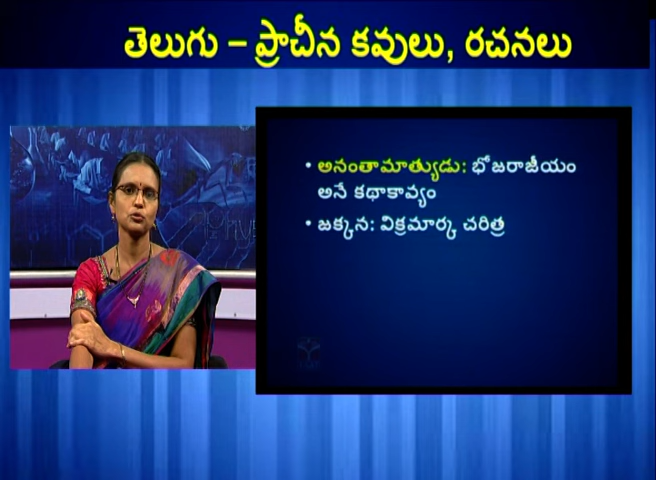 తెలుగు – ప్రాచీన కవులు, రచనలు
• అనంతామాత్యుడు: భోజరాజీయం
అనే కథాకావ్యం
• జక్కన: విక్రమార్క చరిత్ర